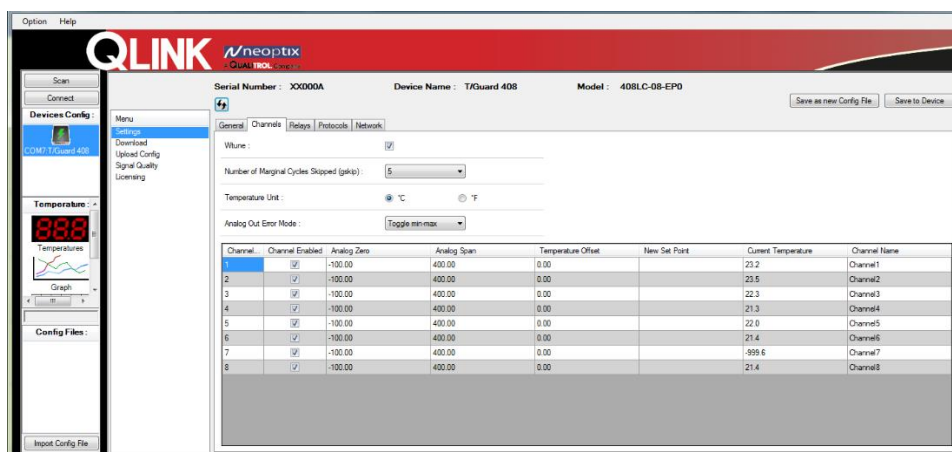 Option Help
QLINK neoptix
A QUALITROL Company
Scan
Connect
Devices Config :
COM7:T/Guard 408
Temperature :
888
Temperatures
Graph
Config Files :
Import Config File
Menu
Settings
Download
Upload Config
Signal Quality
Licensing
Serial Number : XX000A Device Name : T/Guard 408 Model : 408LC-08-EP0
Save as new Config File Save to Device
General Channels Relays Protocols Network
Wtune :
Number of Marginal Cycles Skipped (gskip) : 5
Temperature Unit : °C °F
Analog Out Error Mode : Toggle min-max
Channel... Channel Enabled Analog Zero Analog Span Temperature Offset New Set Point Current Temperature Channel Name
1 -100.00 400.00 0.00 23.2 Channel1
2 -100.00 400.00 0.00 23.5 Channel2
3 -100.00 400.00 0.00 22.3 Channel3
4 -100.00 400.00 0.00 21.3 Channel4
5 -100.00 400.00 0.00 22.0 Channel5
6 -100.00 400.00 0.00 21.4 Channel6
7 -100.00 400.00 0.00 -999.6 Channel7
8 -100.00 400.00 0.00 21.4 Channel8